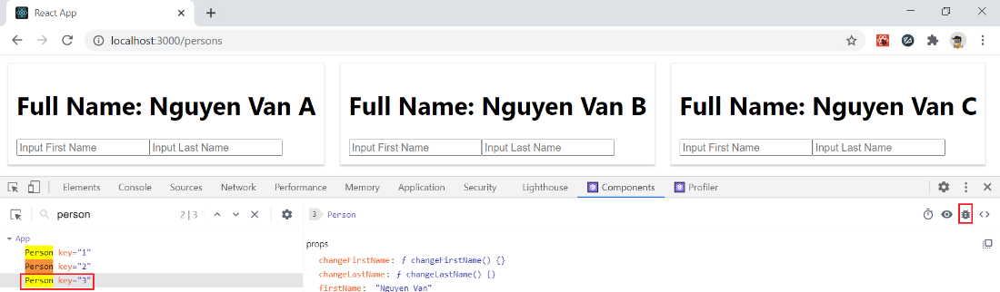 React App
localhost:3000/persons
Full Name: Nguyen Van A
Input First Name Input Last Name
Full Name: Nguyen Van B
Input First Name Input Last Name
Full Name: Nguyen Van C
Input First Name Input Last Name
Elements Console Sources Network Performance Memory Application Security Lighthouse Components Profiler
person 2|3
3 Person
App
Person key="1"
Person key="2"
Person key="3"
props
changeFirstName: ƒ changeFirstName() {}
changeLastName: ƒ changeLastName() {}
firstName: "Nguyen Van"